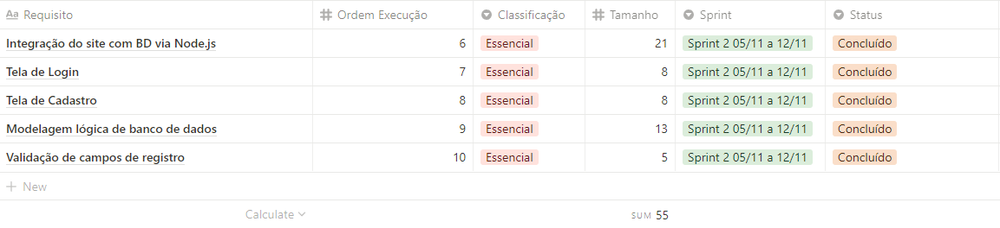 Aa Requisito # Ordem Execução Classificação # Tamanho Sprint Status
Integração do site com BD via Node.js 6 Essencial 21 Sprint 2 05/11 a 12/11 Concluído
Tela de Login 7 Essencial 8 Sprint 2 05/11 a 12/11 Concluído
Tela de Cadastro 8 Essencial 8 Sprint 2 05/11 a 12/11 Concluído
Modelagem lógica de banco de dados 9 Essencial 13 Sprint 2 05/11 a 12/11 Concluído
Validação de campos de registro 10 Essencial 5 Sprint 2 05/11 a 12/11 Concluído
+ New
Calculate SUM 55